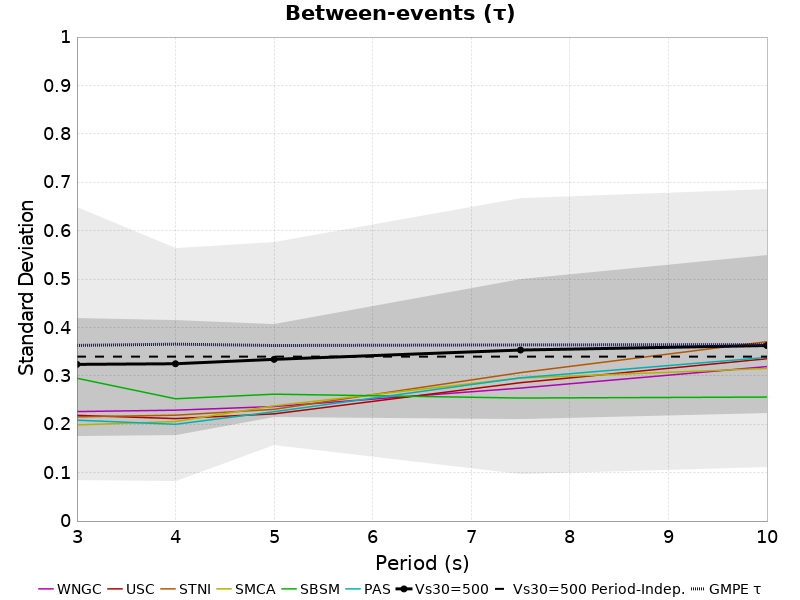 Between-events (τ)
Standard Deviation
1
0.9
0.8
0.7
0.6
0.5
0.4
0.3
0.2
0.1
0
3 4 5 6 7 8 9 10
Period (s)
WNGC USC STNI SMCA SBSM PAS Vs30=500 Vs30=500 Period-Indep. GMPE τ